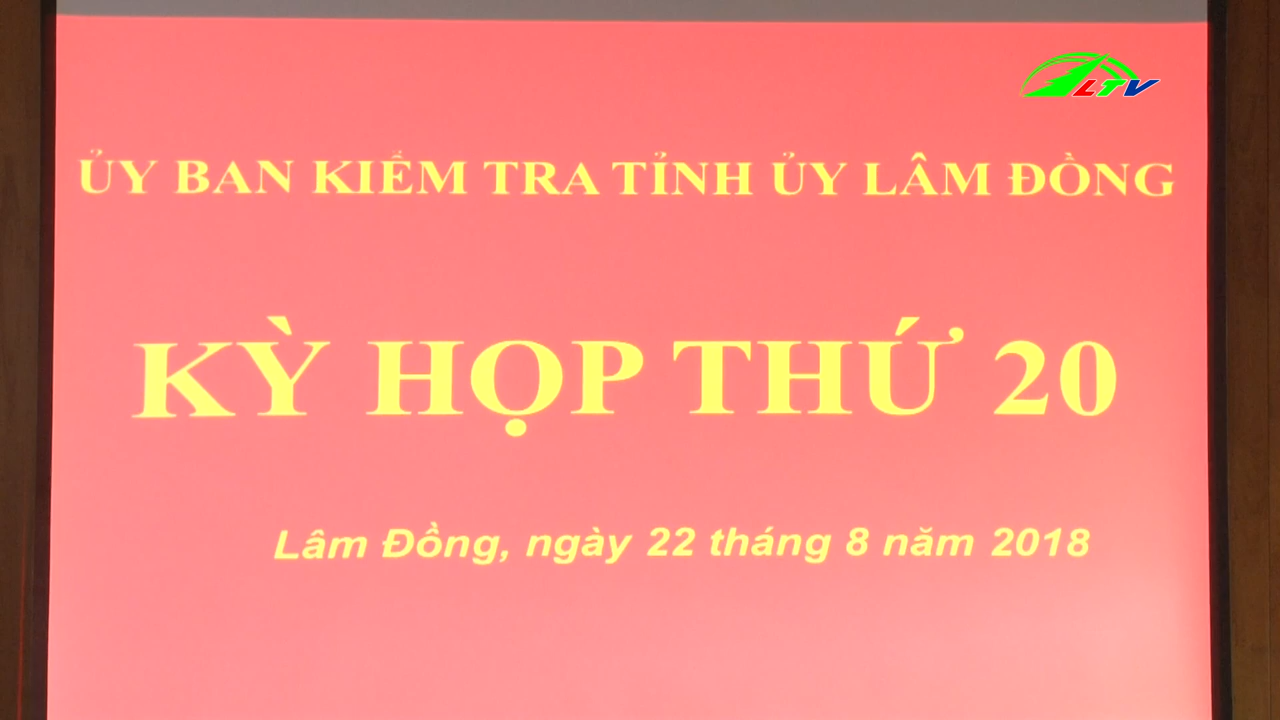 LTV
ỦY BAN KIỂM TRA TỈNH ỦY LÂM ĐỒNG
KỲ HỌP THỨ 20
Lâm Đồng, ngày 22 tháng 8 năm 2018